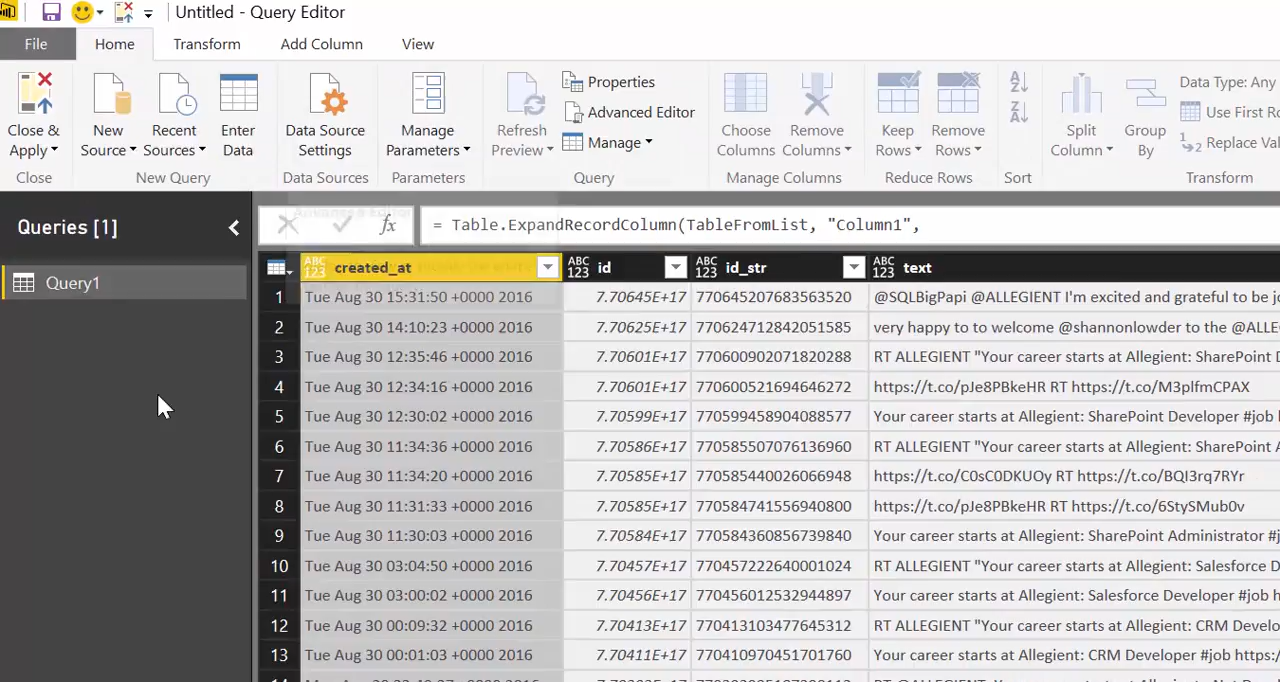 Untitled - Query Editor
File Home Transform Add Column View
Close & Apply
New Source
Recent Sources
Enter Data
Data Source Settings
Manage Parameters
Refresh Preview
Properties
Advanced Editor
Manage
Choose Columns
Remove Columns
Keep Rows
Remove Rows
Split Column
Group By
Data Type: Any
Use First
Replace
Close New Query Data Sources Parameters Query Manage Columns Reduce Rows Sort Transform
Queries [1]
fx = Table.ExpandRecordColumn(TableFromList, "Column1",
Query1
ABC 123 created_at ABC 123 id ABC 123 id_str ABC 123 text
1 Tue Aug 30 15:31:50 +0000 2016 7.70645E+17 770645207683563520 @SQLBigPapi @ALLEGIENT I'm excited and grateful to be
2 Tue Aug 30 14:10:23 +0000 2016 7.70625E+17 770624712842051585 very happy to to welcome @shannonlowder to the
3 Tue Aug 30 12:35:46 +0000 2016 7.70601E+17 770600902071820288 RT ALLEGIENT "Your career starts at Allegient: SharePoint
4 Tue Aug 30 12:34:16 +0000 2016 7.70601E+17 770600521694646272 https://t.co/pJe8PBkeHR RT https://t.co/M3plfmCPAX
5 Tue Aug 30 12:30:02 +0000 2016 7.70599E+17 770599458904088577 Your career starts at Allegient: SharePoint Developer #job
6 Tue Aug 30 11:34:36 +0000 2016 7.70586E+17 770585507076136960 RT ALLEGIENT "Your career starts at Allegient: SharePoint
7 Tue Aug 30 11:34:20 +0000 2016 7.70585E+17 770585440026066948 https://t.co/C0sC0DKUOy RT https://t.co/BQI3rq7RYr
8 Tue Aug 30 11:31:33 +0000 2016 7.70585E+17 770584741556940800 https://t.co/pJe8PBkeHR RT https://t.co/6StySMub0v
9 Tue Aug 30 11:30:03 +0000 2016 7.70584E+17 770584360856739840 Your career starts at Allegient: SharePoint Administrator
10 Tue Aug 30 03:04:50 +0000 2016 7.70457E+17 770457222640001024 RT ALLEGIENT "Your career starts at Allegient: Salesforce
11 Tue Aug 30 03:00:02 +0000 2016 7.70456E+17 770456012532944897 Your career starts at Allegient: Salesforce Developer #job
12 Tue Aug 30 00:09:32 +0000 2016 7.70413E+17 770413103477645312 RT ALLEGIENT "Your career starts at Allegient: CRM
13 Tue Aug 30 00:01:03 +0000 2016 7.70411E+17 770410970451701760 Your career starts at Allegient: CRM Developer #job